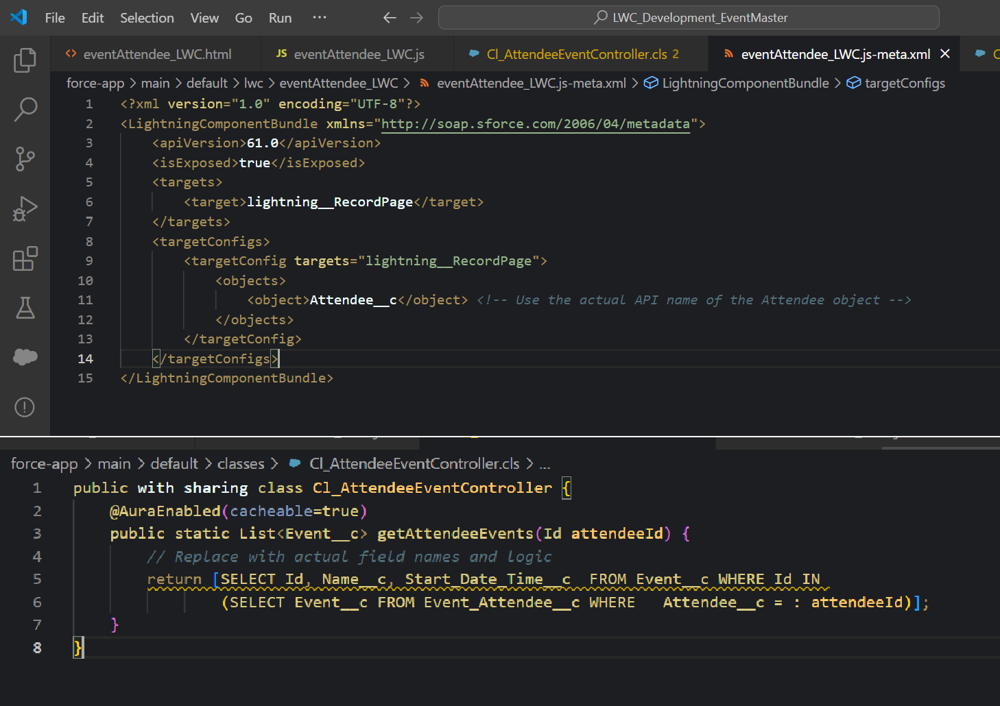 File Edit Selection View Go Run ··· LWC_Development_EventMaster
eventAttendee_LWC.html JS eventAttendee_LWC.js Cl_AttendeeEventController.cls 2 eventAttendee_LWC.js-meta.xml
force-app > main > default > lwc > eventAttendee_LWC > eventAttendee_LWC.js-meta.xml > LightningComponentBundle > targetConfigs
1 <?xml version="1.0" encoding="UTF-8"?>
2 <LightningComponentBundle xmlns="http://soap.sforce.com/2006/04/metadata">
3 <apiVersion>61.0</apiVersion>
4 <isExposed>true</isExposed>
5 <targets>
6 <target>lightning__RecordPage</target>
7 </targets>
8 <targetConfigs>
9 <targetConfig targets="lightning__RecordPage">
10 <objects>
11 <object>Attendee__c</object> <!-- Use the actual API name of the Attendee object -->
12 </objects>
13 </targetConfig>
14 </targetConfigs>
15 </LightningComponentBundle>
force-app > main > default > classes > Cl_AttendeeEventController.cls > ...
1 public with sharing class Cl_AttendeeEventController {
2 @AuraEnabled(cacheable=true)
3 public static List<Event__c> getAttendeeEvents(Id attendeeId) {
4 // Replace with actual field names and logic
5 return [SELECT Id, Name__c, Start_Date_Time__c FROM Event__c WHERE Id IN
6 (SELECT Event__c FROM Event_Attendee__c WHERE Attendee__c = : attendeeId)];
7 }
8 }